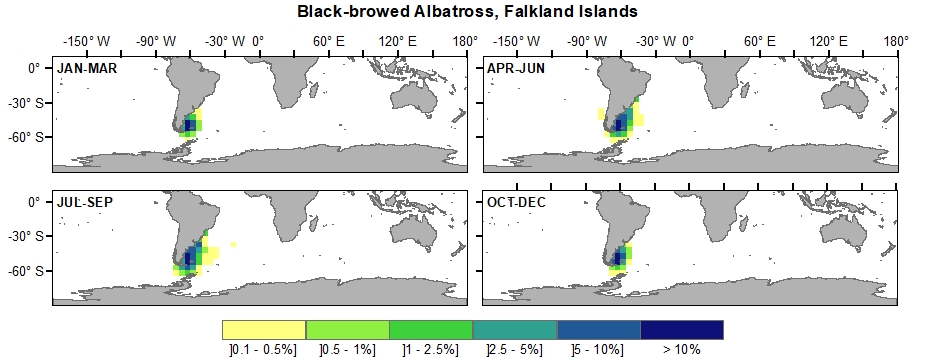 Black-browed Albatross, Falkland Islands
-150° W -90° W -30° W 0° 60° E 120° E 180° -150° W -90° W -30° W 0° 60° E 120° E 180°
0° JAN-MAR APR-JUN
-30° S
-60° S
0° JUL-SEP OCT-DEC
-30° S
-60° S
]0.1 - 0.5%] ]0.5 - 1%] ]1 - 2.5%] ]2.5 - 5%] ]5 - 10%] > 10%